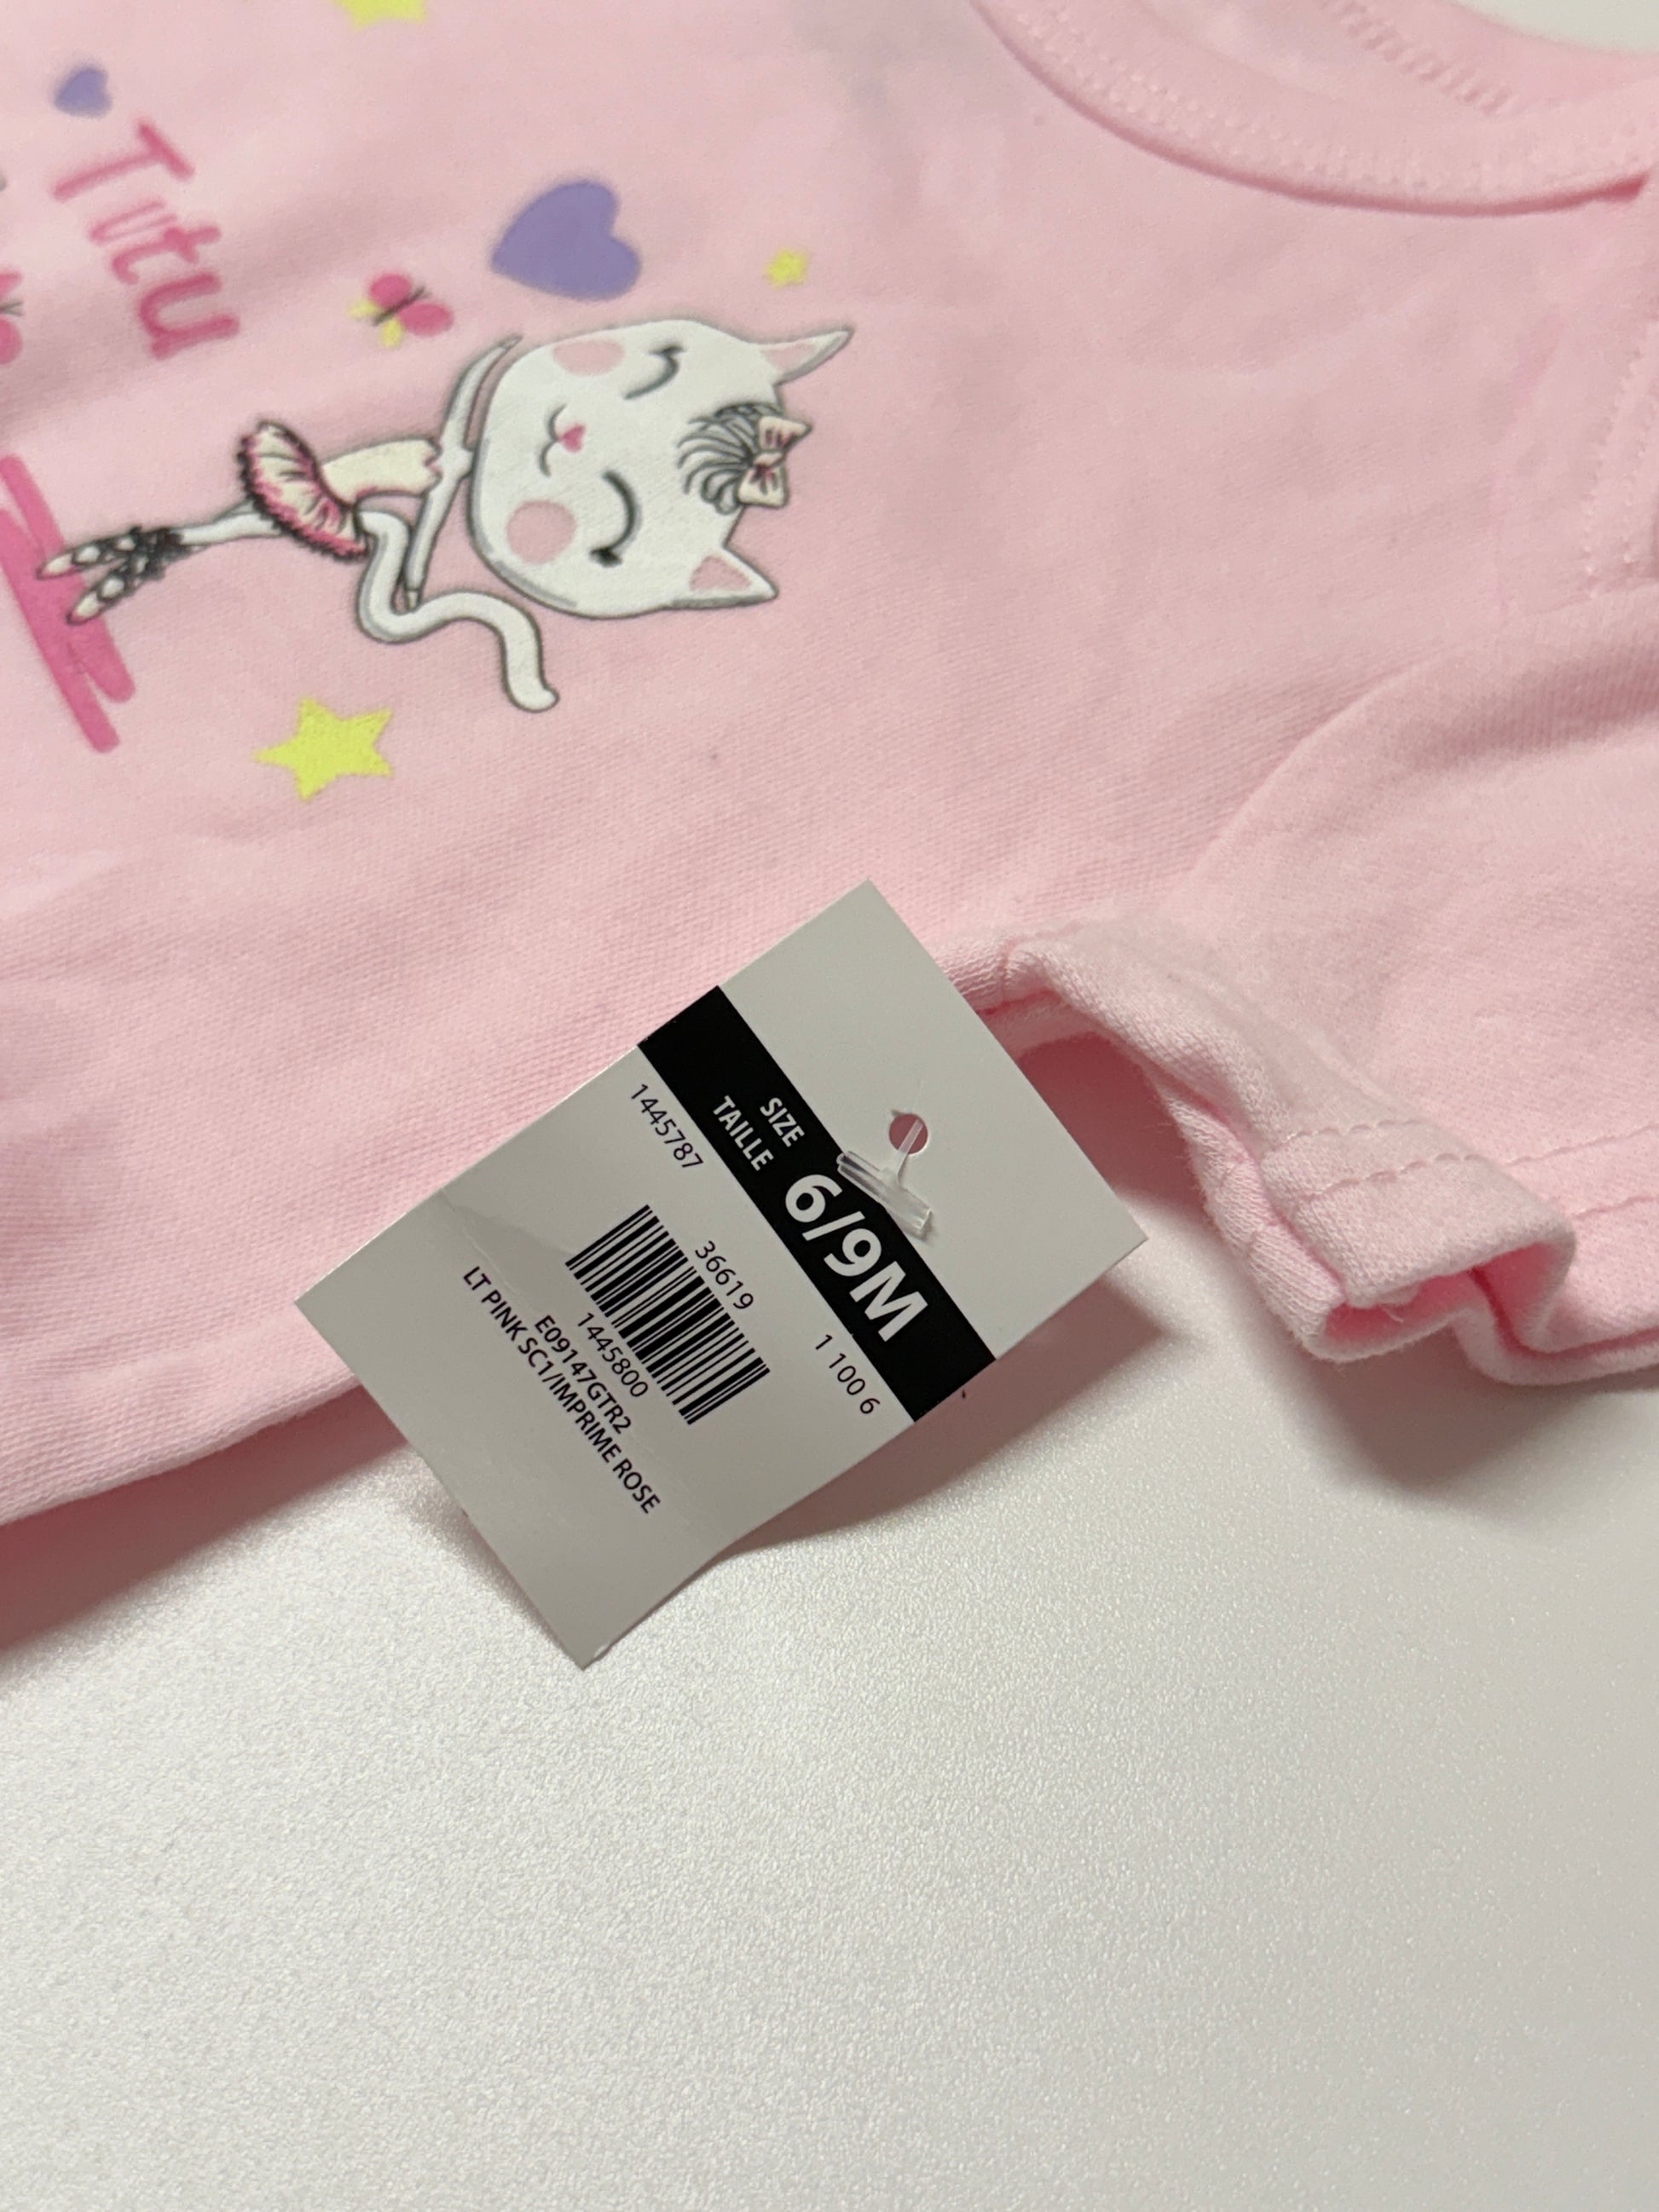 Tutu
SIZE
TAILLE
6/9M
1445787
1 100 6
36619
1445800
E09147GTR2
LT PINK SC1/IMPRIME ROSE